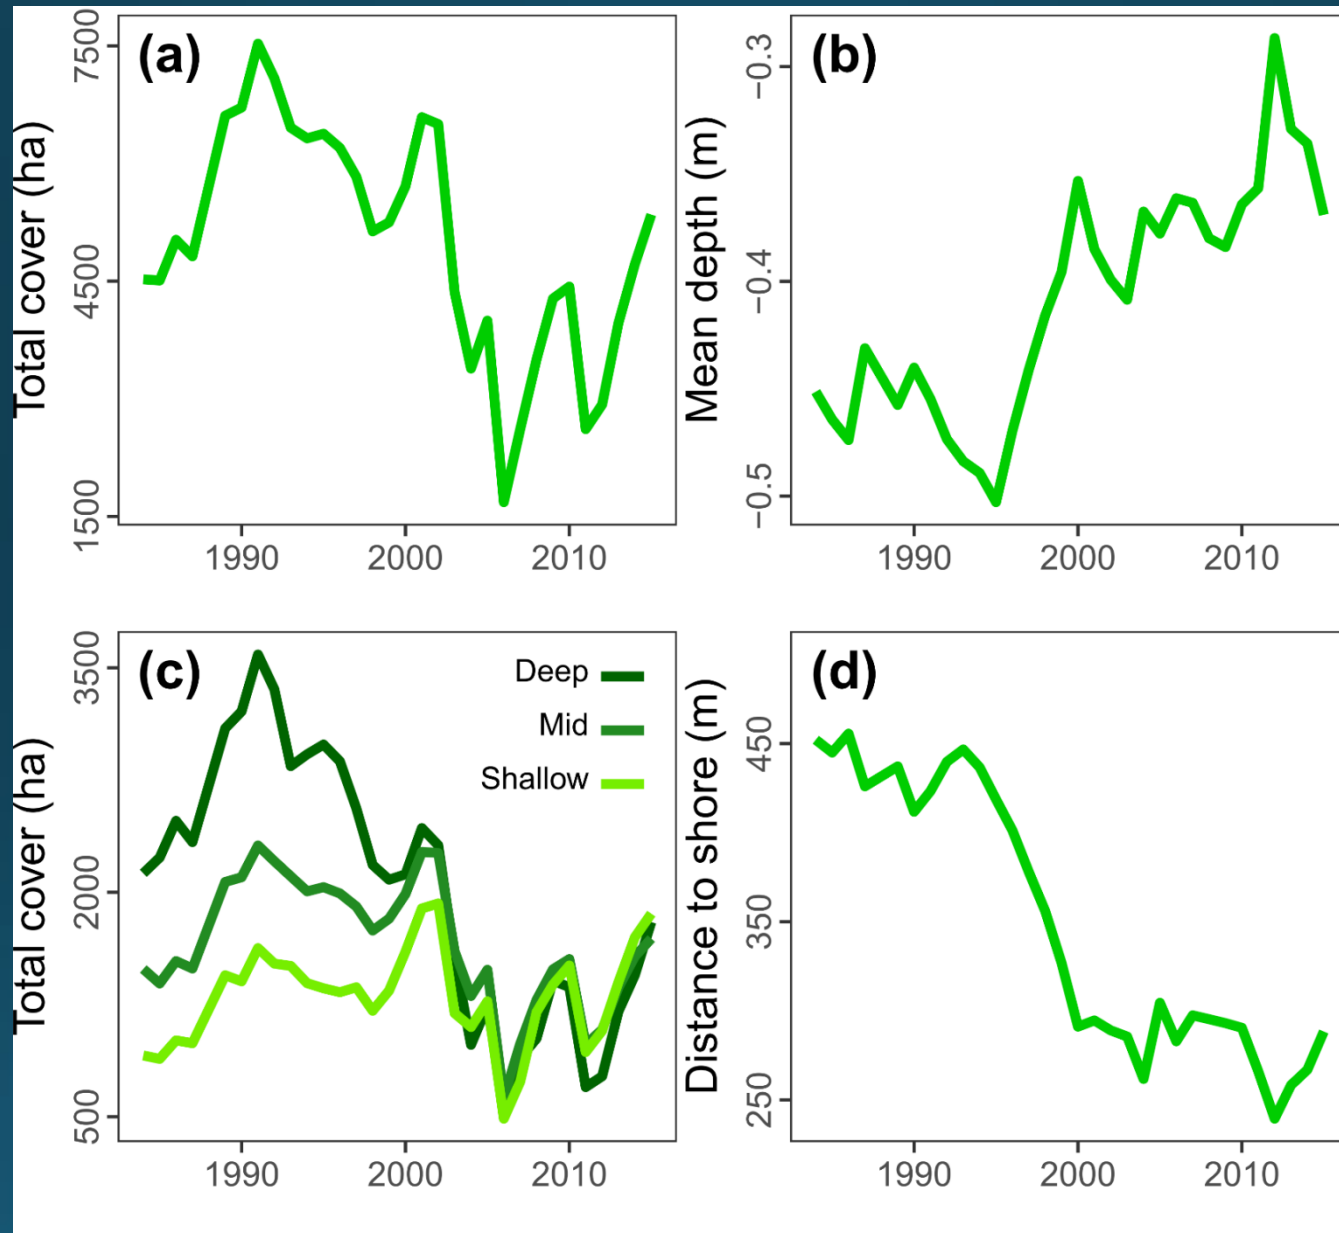 (a)
Total cover (ha)
7500
4500
1500
1990 2000 2010
(b)
Mean depth (m)
−0.3
−0.4
−0.5
1990 2000 2010
(c)
Total cover (ha)
3500
2000
500
Deep
Mid
Shallow
1990 2000 2010
(d)
Distance to shore (m)
450
350
250
1990 2000 2010